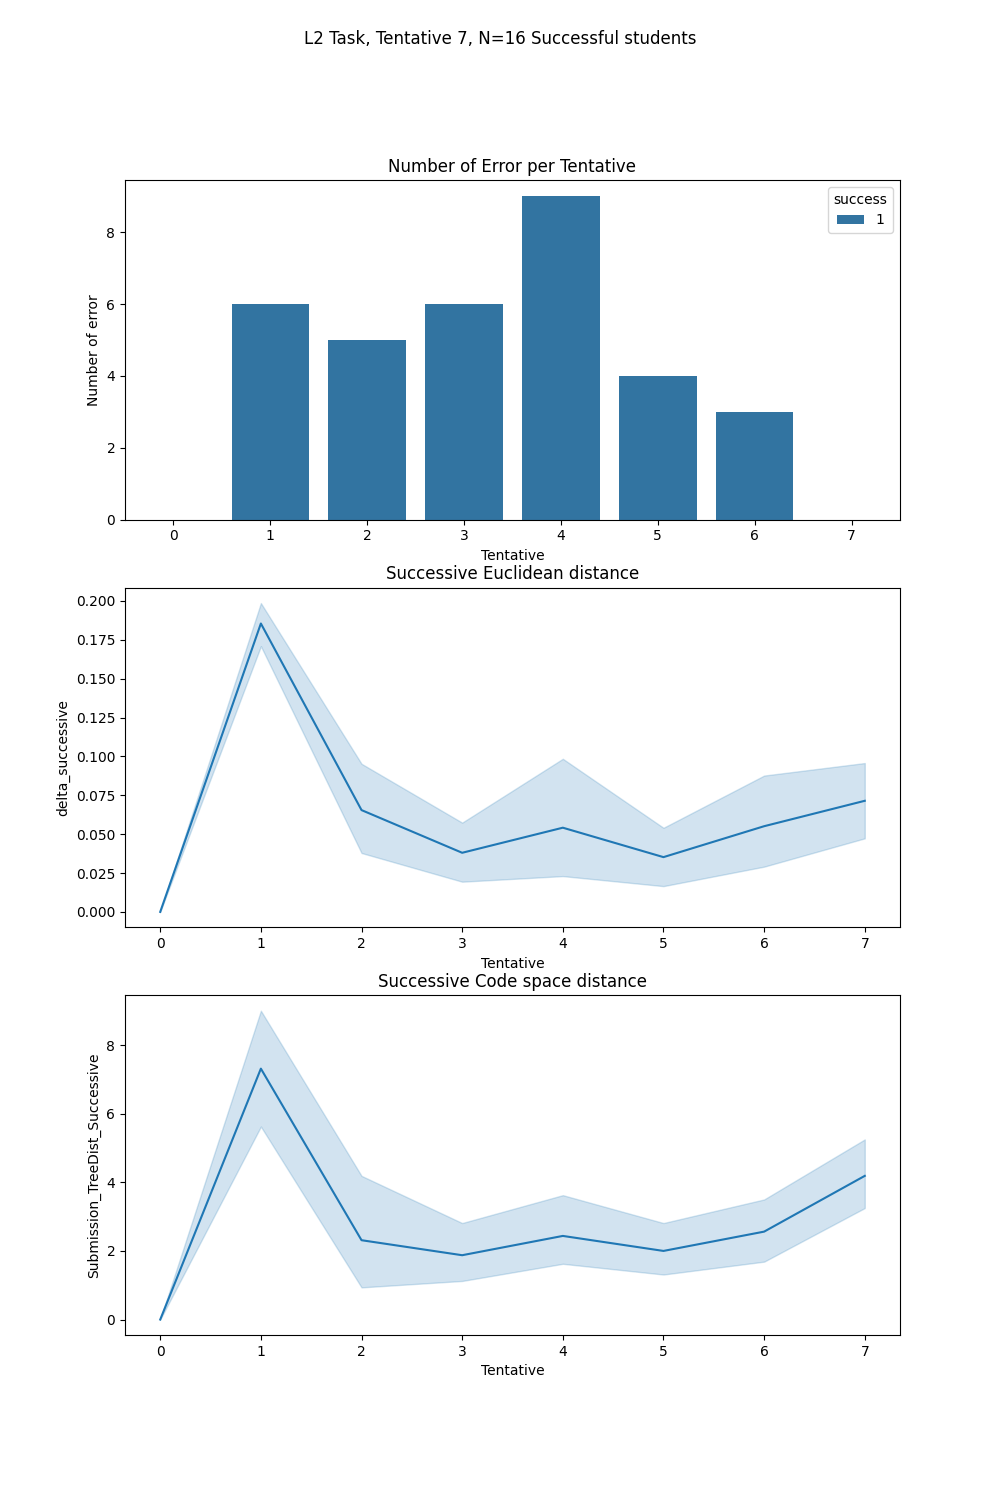 L2 Task, Tentative 7, N=16 Successful students
Number of Error per Tentative
success
1
Number of error
8
6
4
2
0
0 1 2 3 4 5 6 7
Tentative
Successive Euclidean distance
delta_successive
0.200
0.175
0.150
0.125
0.100
0.075
0.050
0.025
0.000
0 1 2 3 4 5 6 7
Tentative
Successive Code space distance
Submission_TreeDist_Successive
8
6
4
2
0
0 1 2 3 4 5 6 7
Tentative